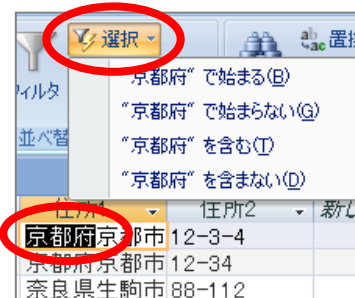 選択
置換
ィルタ
"京都府" で始まる(B)
"京都府" で始まらない(G)
"京都府" を含む(T)
"京都府" を含まない(D)
並べ替
住所1 住所2 新し
京都府京都市 12-3-4
京都府京都市 12-34
奈良県生駒市 88-112